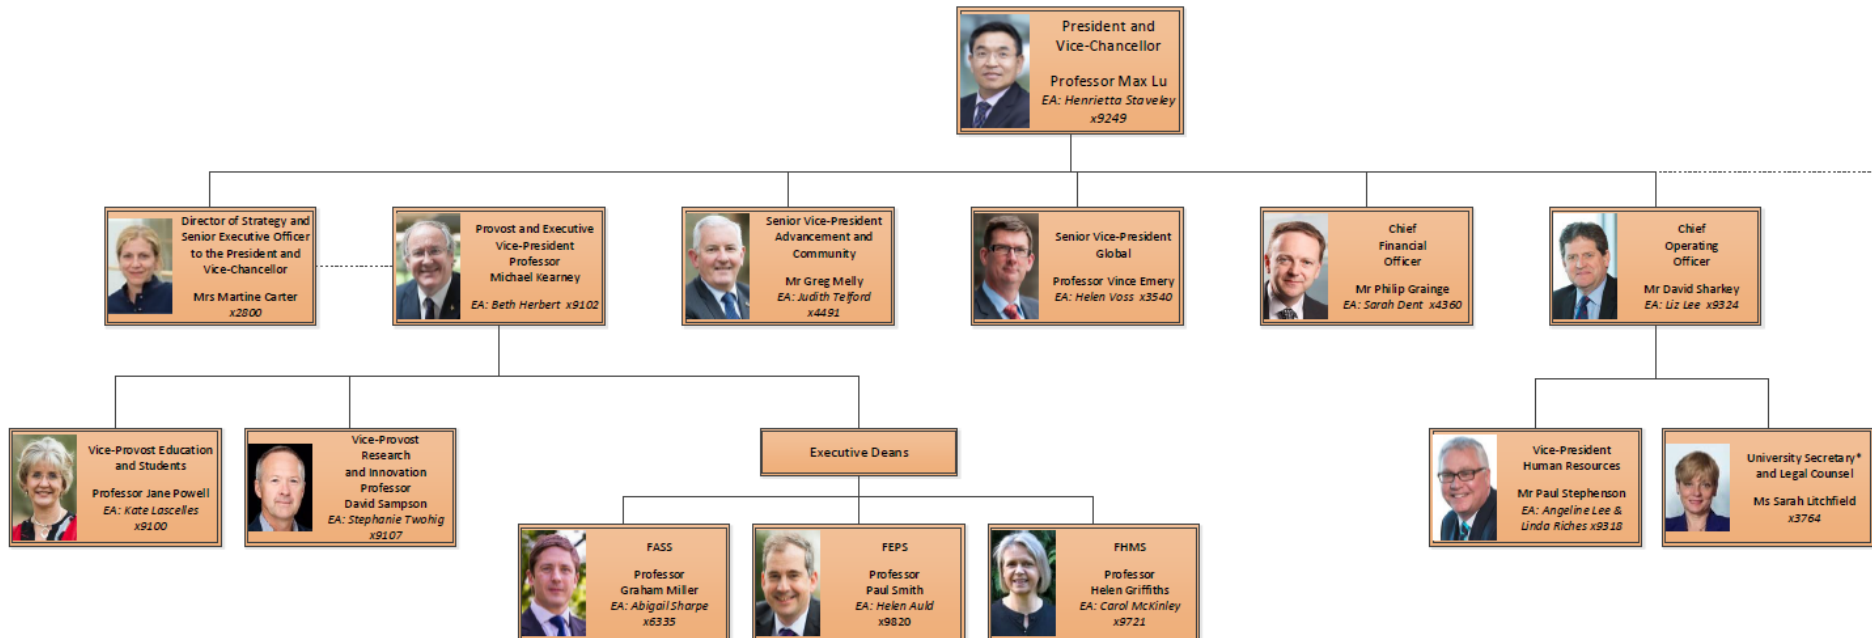 President and
Vice-Chancellor
Professor Max Lu
EA: Henrietta Staveley
x9249
Director of Strategy and
Senior Executive Officer
to the President and
Vice-Chancellor
Mrs Martine Carter
x2800
Provost and Executive
Vice-President
Professor
Michael Kearney
EA: Beth Herbert x9102
Senior Vice-President
Advancement and
Community
Mr Greg Melly
EA: Judith Telford
x4491
Senior Vice-President
Global
Professor Vince Emery
EA: Helen Voss x3540
Chief
Financial
Officer
Mr Philip Grainge
EA: Sarah Dent x4360
Chief
Operating
Officer
Mr David Sharkey
EA: Liz Lee x9324
Vice-Provost Education
and Students
Professor Jane Powell
EA: Kate Lascelles
x9100
Vice-Provost
Research
and Innovation
Professor
David Sampson
EA: Stephanie Twohig
x9107
Executive Deans
Vice-President
Human Resources
Mr Paul Stephenson
EA: Angeline Lee &
Linda Riches x9318
University Secretary*
and Legal Counsel
Ms Sarah Litchfield
x3764
FASS
Professor
Graham Miller
EA: Abigail Sharpe
x6335
FEPS
Professor
Paul Smith
EA: Helen Auld
x9820
FHMS
Professor
Helen Griffiths
EA: Carol McKinley
x9721